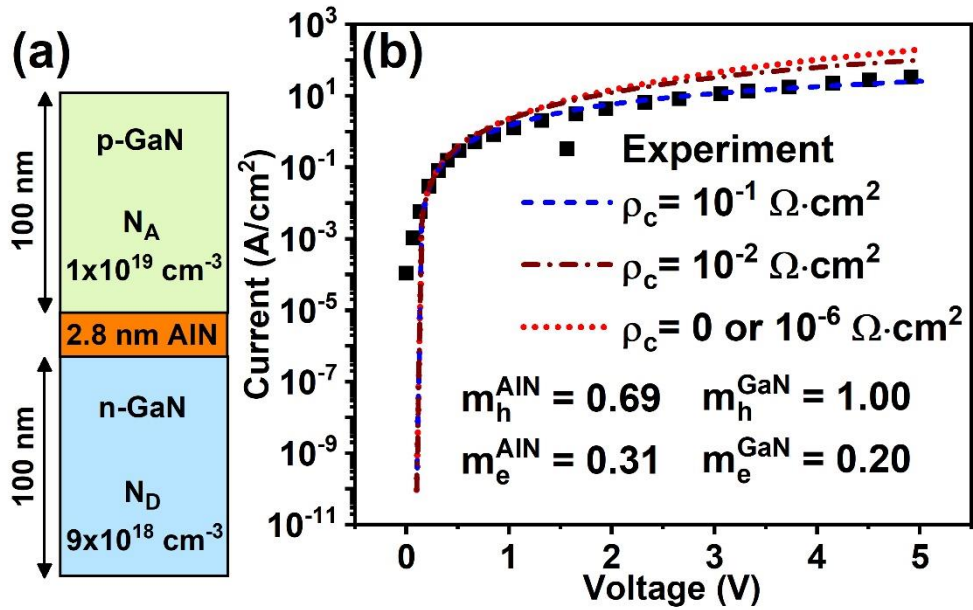 (a)
100 nm
p-GaN
N_A
1x10^19 cm^-3
2.8 nm AlN
100 nm
n-GaN
N_D
9x10^18 cm^-3
(b)
Current (A/cm^2)
10^3
10^1
10^-1
10^-3
10^-5
10^-7
10^-9
10^-11
Experiment
ρ_c= 10^-1 Ω·cm^2
ρ_c= 10^-2 Ω·cm^2
ρ_c= 0 or 10^-6 Ω·cm^2
m_h^AlN = 0.69 m_h^GaN = 1.00
m_e^AlN = 0.31 m_e^GaN = 0.20
0 1 2 3 4 5
Voltage (V)